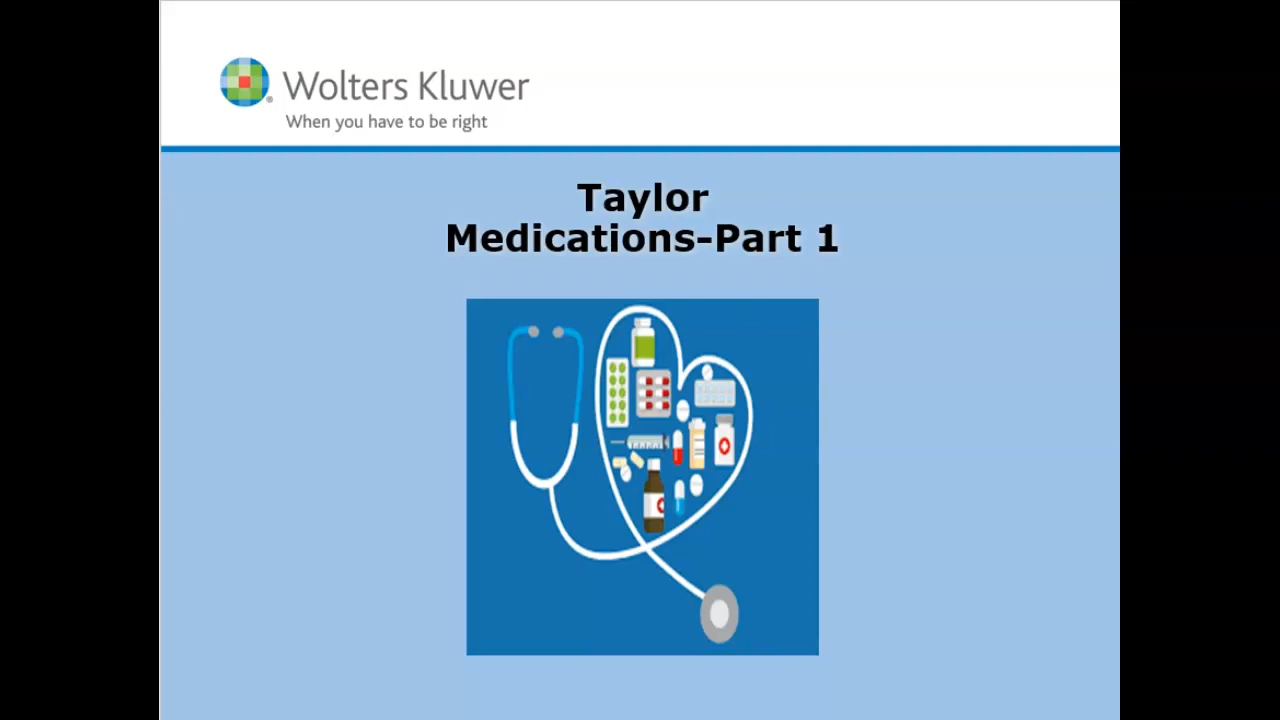 Wolters Kluwer
When you have to be right
Taylor
Medications-Part 1